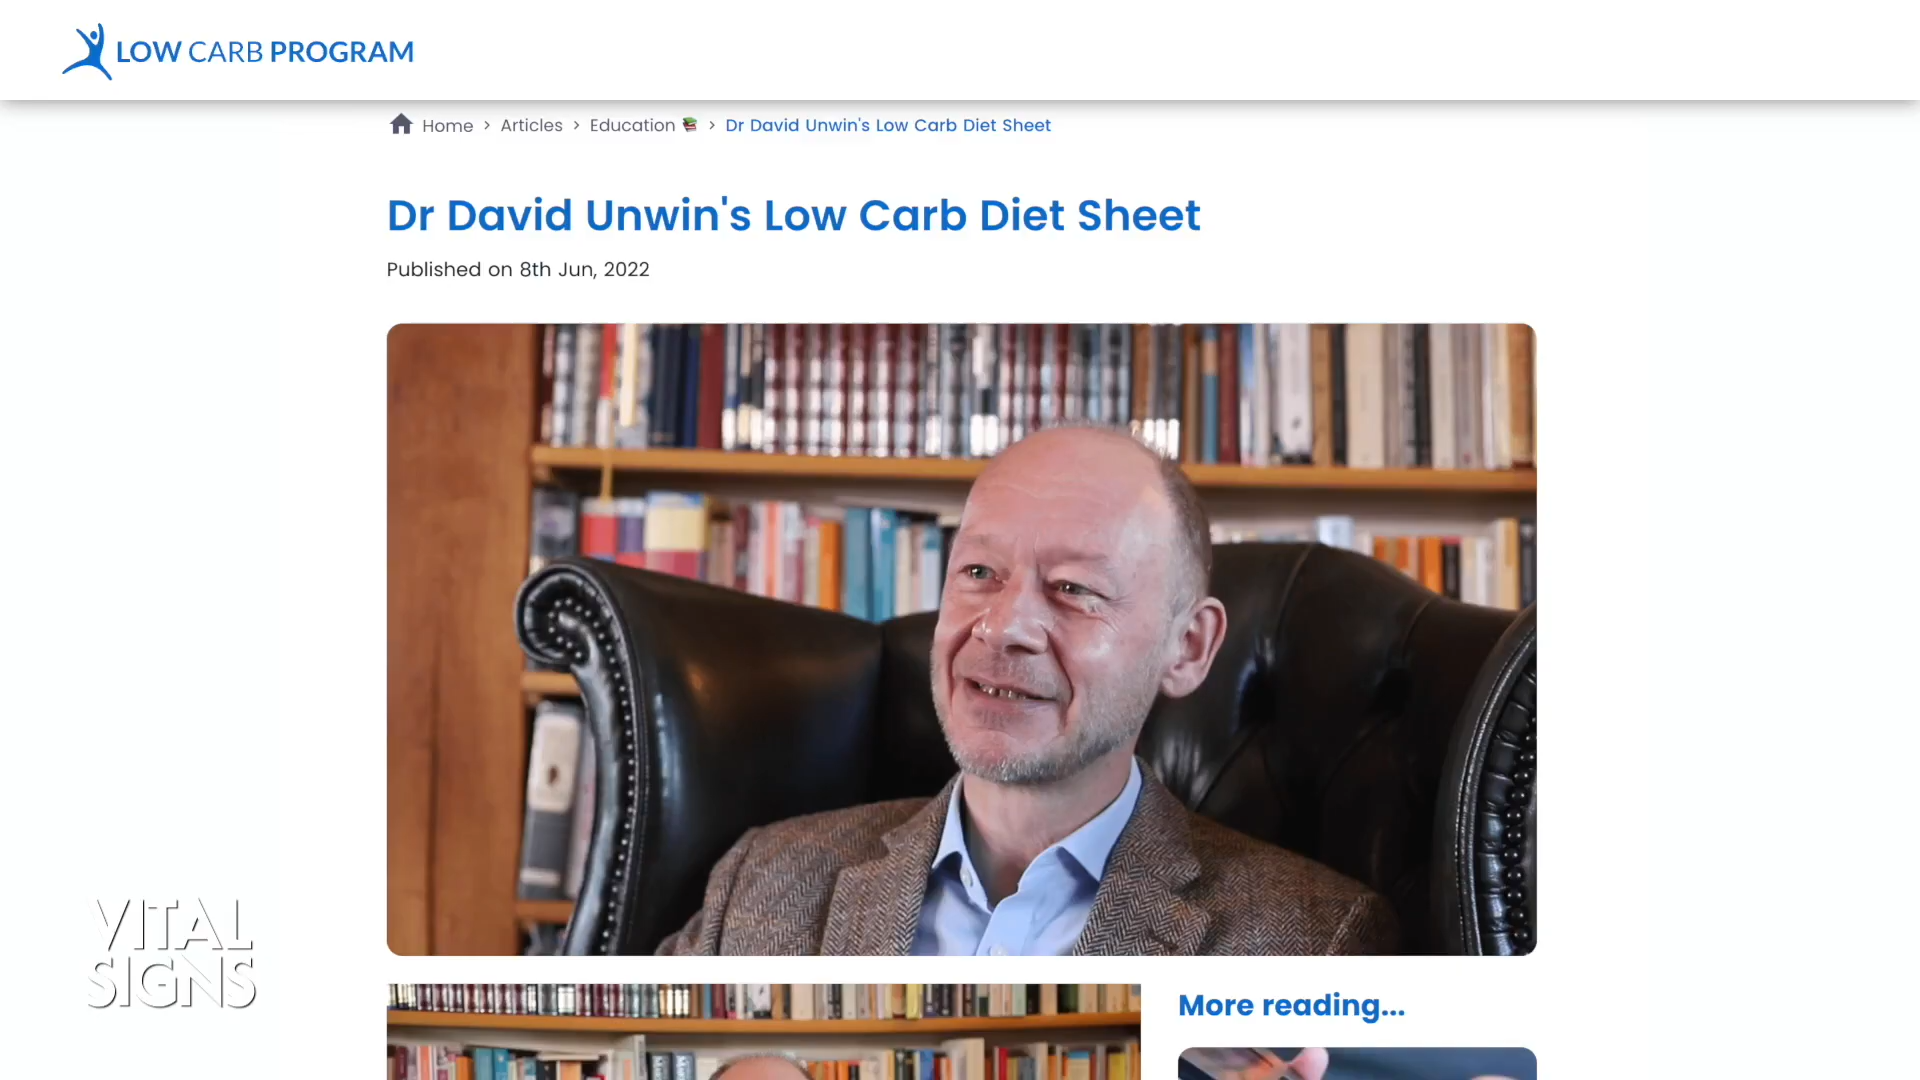 LOW CARB PROGRAM
Home > Articles > Education > Dr David Unwin's Low Carb Diet Sheet
Dr David Unwin's Low Carb Diet Sheet
Published on 8th Jun, 2022
VITAL
SIGNS
More reading...